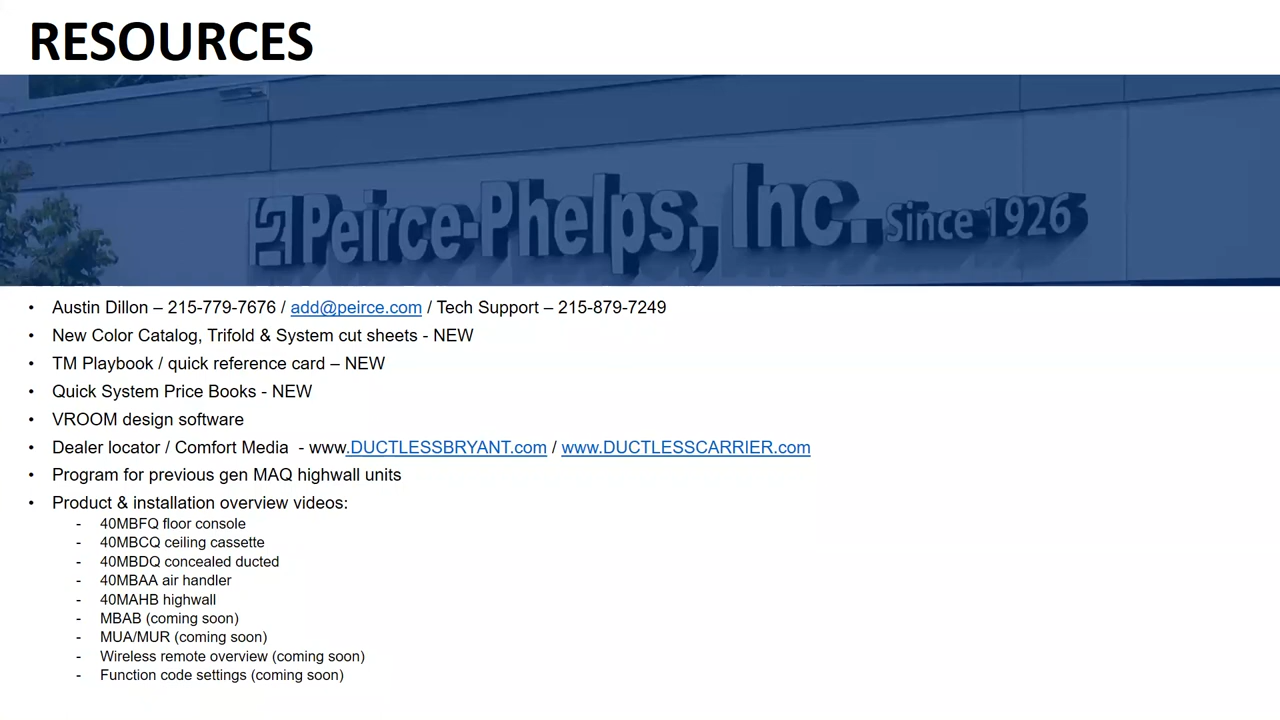 RESOURCES
Peirce-Phelps, Inc. Since 1926
• Austin Dillon – 215-779-7676 / add@peirce.com / Tech Support – 215-879-7249
• New Color Catalog, Trifold & System cut sheets - NEW
• TM Playbook / quick reference card – NEW
• Quick System Price Books - NEW
• VROOM design software
• Dealer locator / Comfort Media - www.DUCTLESSBRYANT.com / www.DUCTLESSCARRIER.com
• Program for previous gen MAQ highwall units
• Product & installation overview videos:
- 40MBFQ floor console
- 40MBCQ ceiling cassette
- 40MBDQ concealed ducted
- 40MBAA air handler
- 40MAHB highwall
- MBAB (coming soon)
- MUA/MUR (coming soon)
- Wireless remote overview (coming soon)
- Function code settings (coming soon)